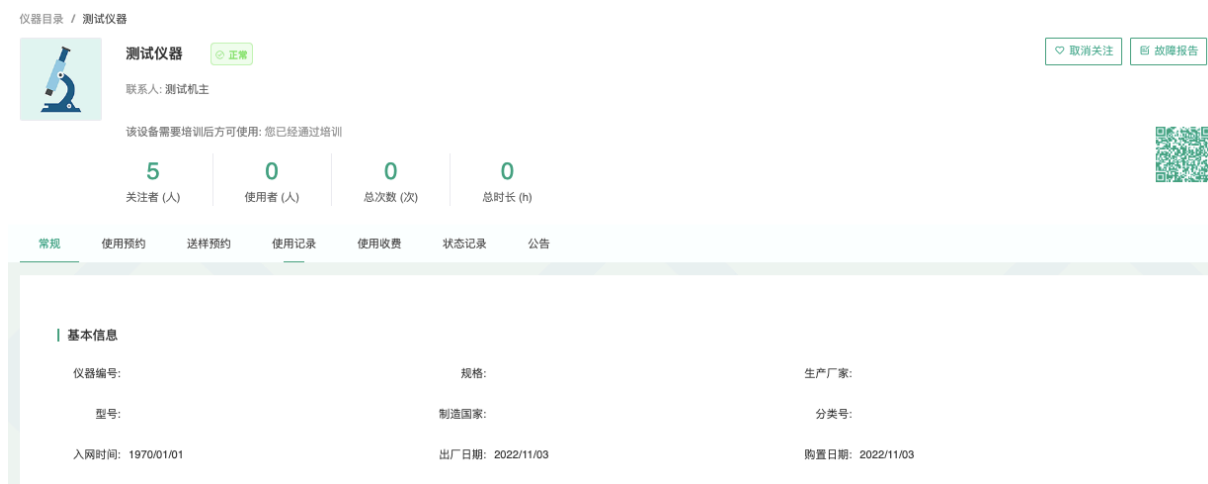 仪器目录 / 测试仪器
测试仪器 正常 取消关注 故障报告
联系人: 测试机主
该设备需要培训后方可使用: 您已经通过培训
5 0 0 0
关注者 (人) 使用者 (人) 总次数 (次) 总时长 (h)
常规 使用预约 送样预约 使用记录 使用收费 状态记录 公告
基本信息
仪器编号: 规格: 生产厂家:
型号: 制造国家: 分类号:
入网时间: 1970/01/01 出厂日期: 2022/11/03 购置日期: 2022/11/03